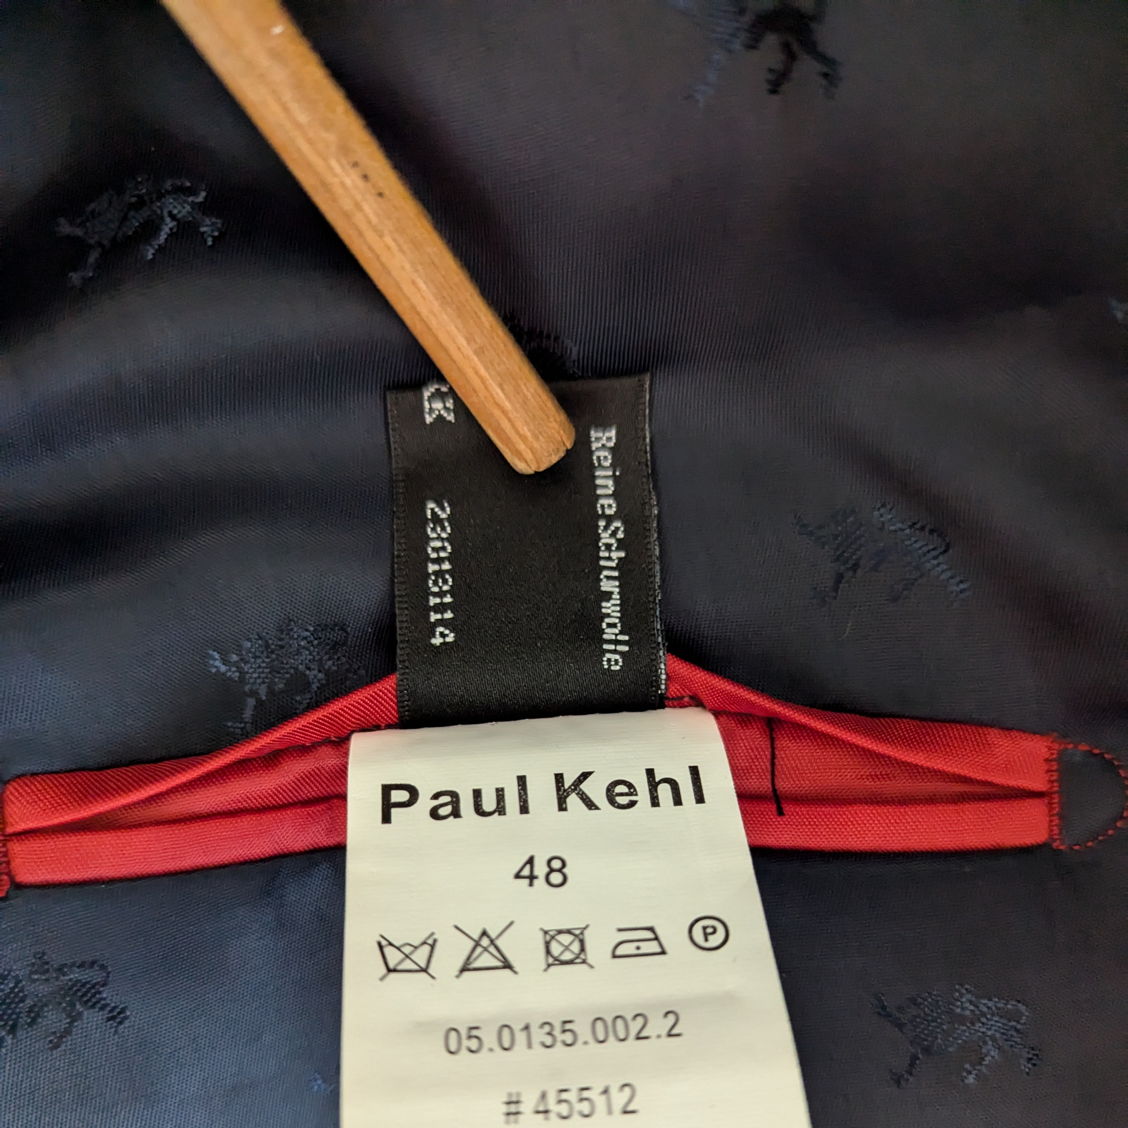 Reine Schurwolle
23013114
Paul Kehl
48
P
05.0135.002.2
# 45512